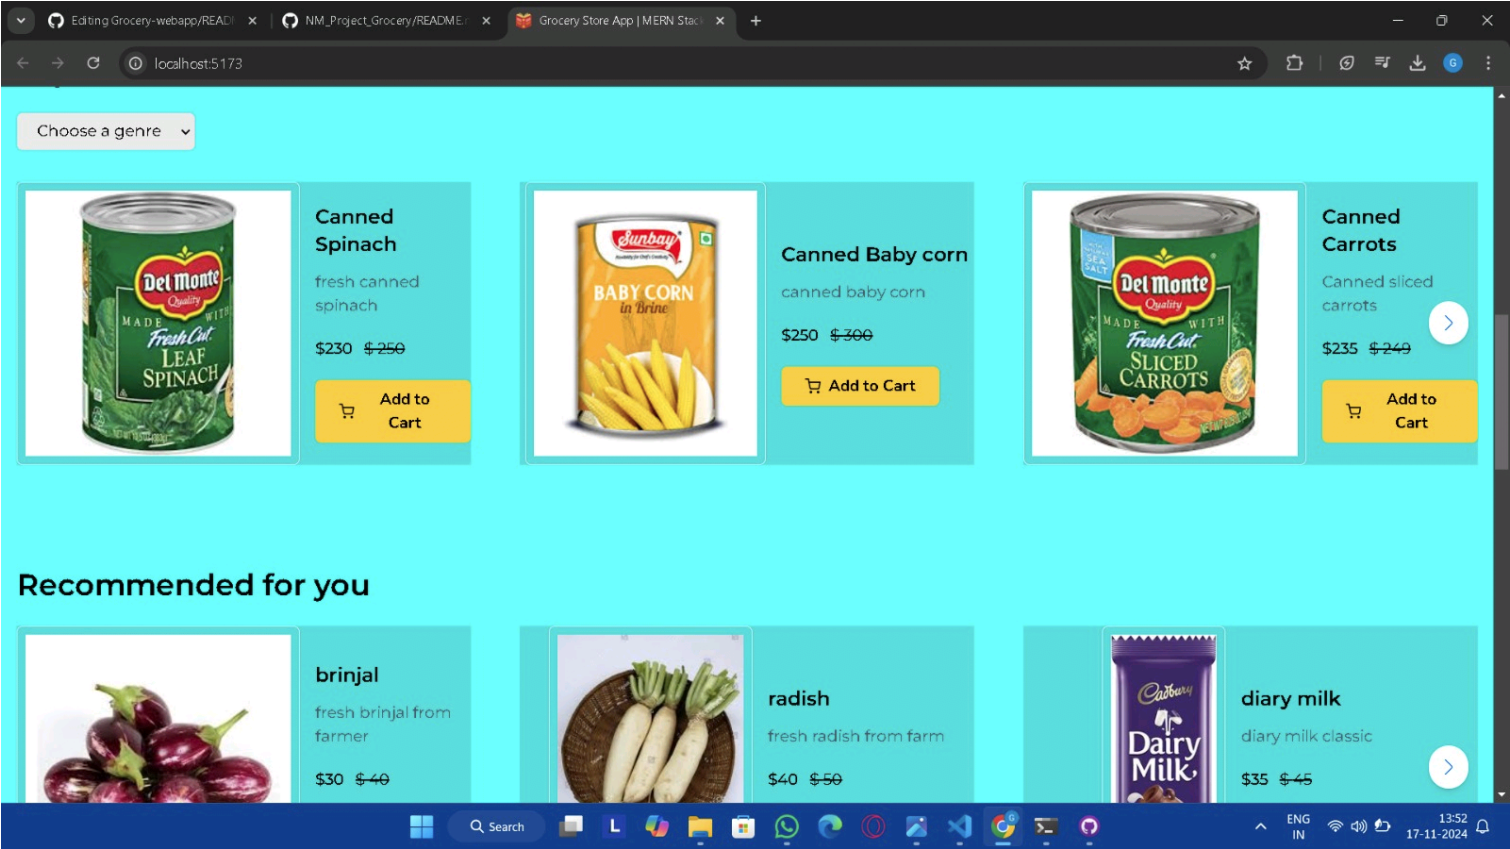 Editing Grocery-webapp/READ
NM_Project_Grocery/README.
Grocery Store App | MERN Stack
localhost:5173
G
Choose a genre
Canned
Spinach
fresh canned
spinach
$230 $ 250
Add to
Cart
Del Monte
Quality
MADE WITH
Fresh Cut
LEAF
SPINACH
Sunbay
BABY CORN
in Brine
Canned Baby corn
canned baby corn
$250 $ 300
Add to Cart
SEA
SALT
Del Monte
Quality
MADE WITH
Fresh Cut
SLICED
CARROTS
Canned
Carrots
Canned sliced
carrots
$235 $ 249
Add to
Cart
Recommended for you
brinjal
fresh brinjal from
farmer
$30 $ 40
radish
fresh radish from farm
$40 $ 50
Cadbury
Dairy
Milk
diary milk
diary milk classic
$35 $ 45
Search
L
G
ENG
IN
13:52
17-11-2024